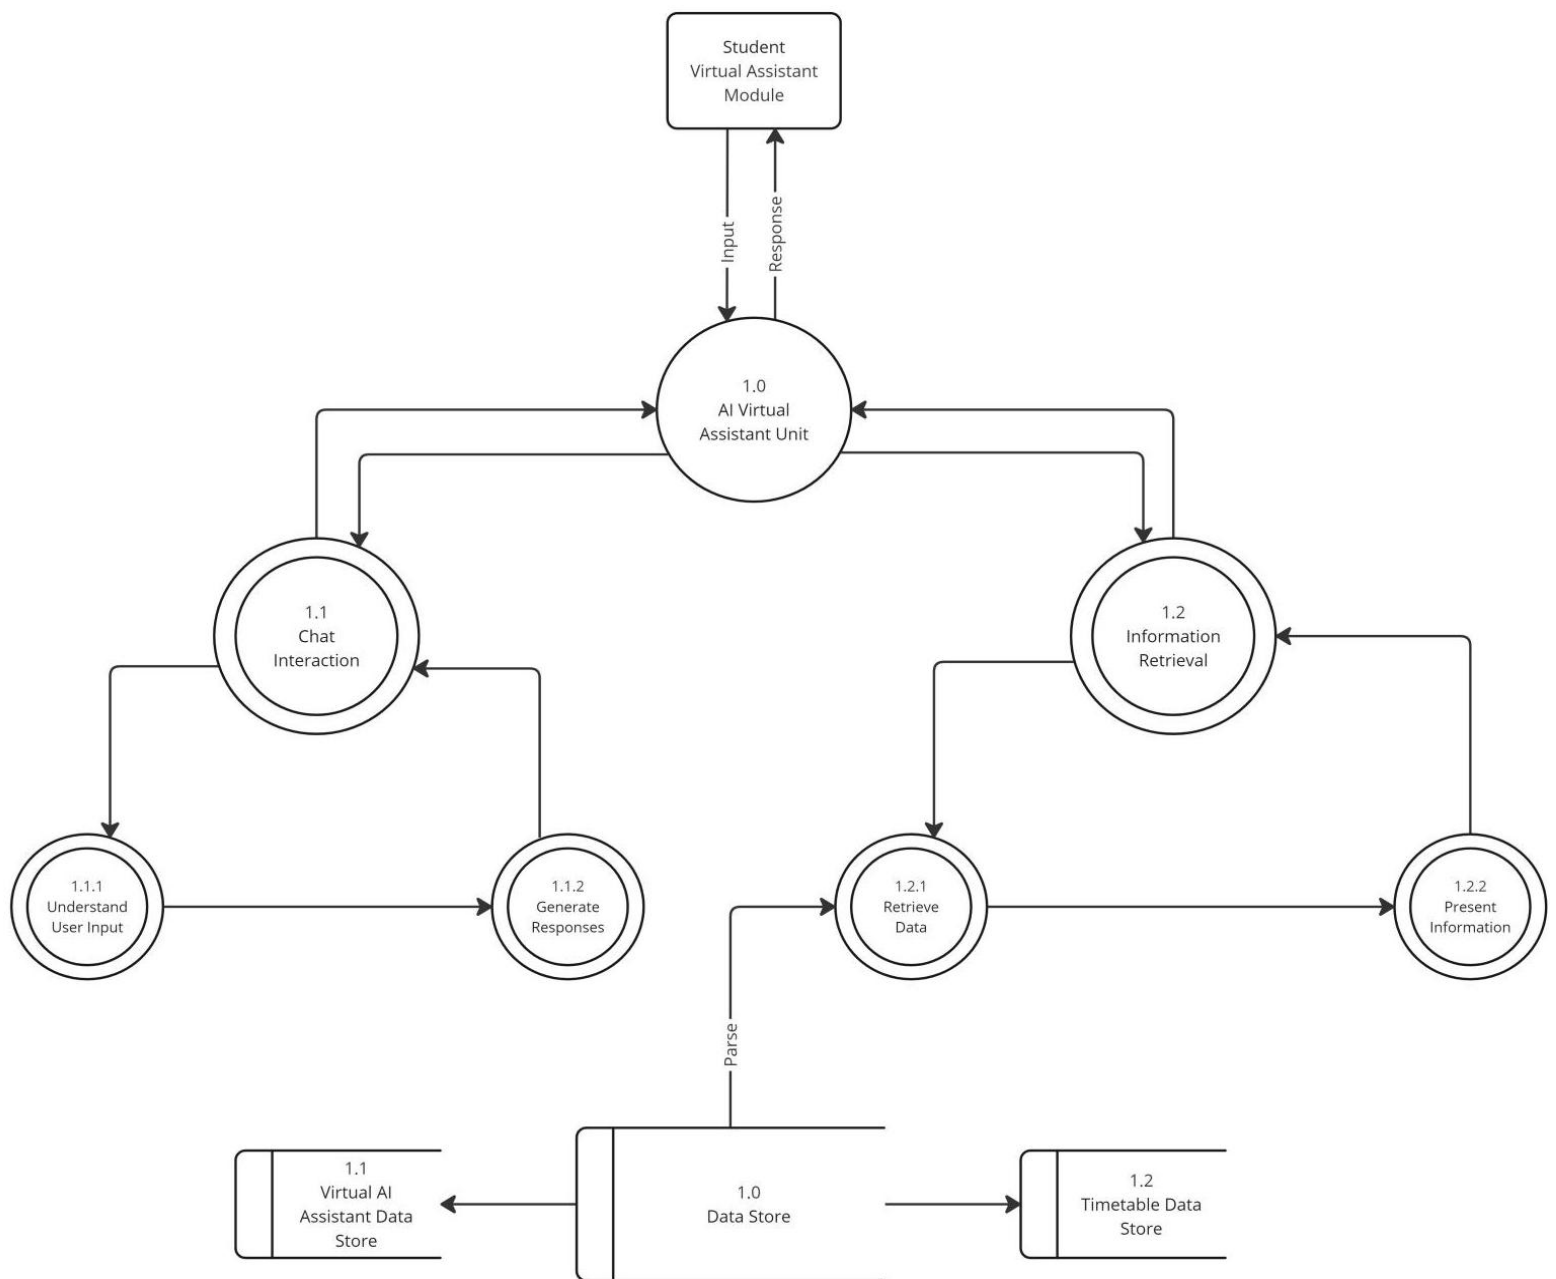 Student
Virtual Assistant
Module
Input
Response
1.0
AI Virtual
Assistant Unit
1.1
Chat
Interaction
1.2
Information
Retrieval
1.1.1
Understand
User Input
1.1.2
Generate
Responses
1.2.1
Retrieve
Data
1.2.2
Present
Information
Parse
1.1
Virtual AI
Assistant Data
Store
1.0
Data Store
1.2
Timetable Data
Store